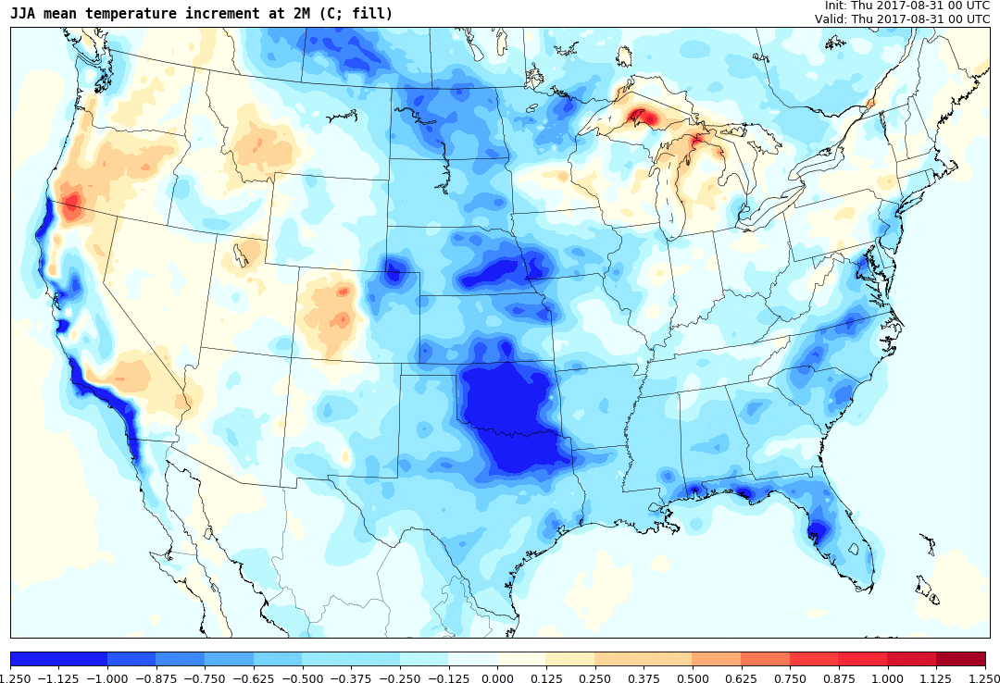 JJA mean temperature increment at 2M (C; fill)
Init: Thu 2017-08-31 00 UTC
Valid: Thu 2017-08-31 00 UTC
1.250 −1.125 −1.000 −0.875 −0.750 −0.625 −0.500 −0.375 −0.250 −0.125 0.000 0.125 0.250 0.375 0.500 0.625 0.750 0.875 1.000 1.125 1.250